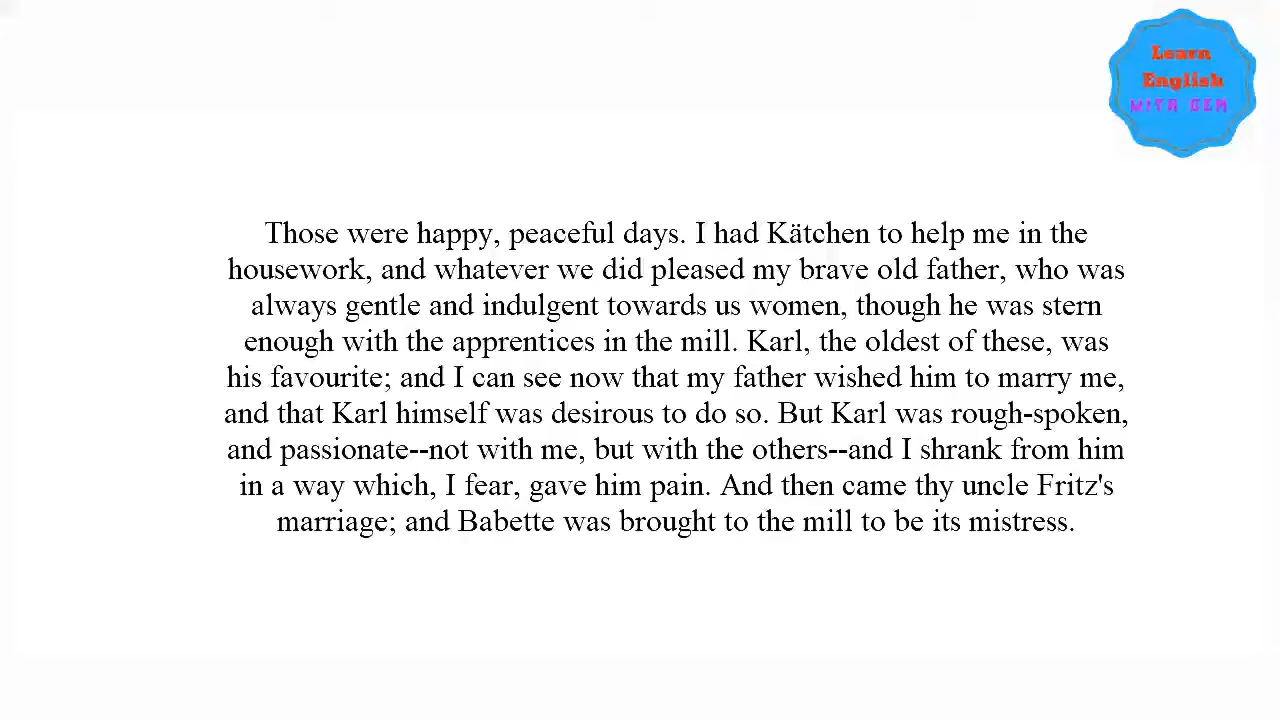 Learn
English
WITH GEM
Those were happy, peaceful days. I had Kätchen to help me in the
housework, and whatever we did pleased my brave old father, who was
always gentle and indulgent towards us women, though he was stern
enough with the apprentices in the mill. Karl, the oldest of these, was
his favourite; and I can see now that my father wished him to marry me,
and that Karl himself was desirous to do so. But Karl was rough-spoken,
and passionate--not with me, but with the others--and I shrank from him
in a way which, I fear, gave him pain. And then came thy uncle Fritz's
marriage; and Babette was brought to the mill to be its mistress.